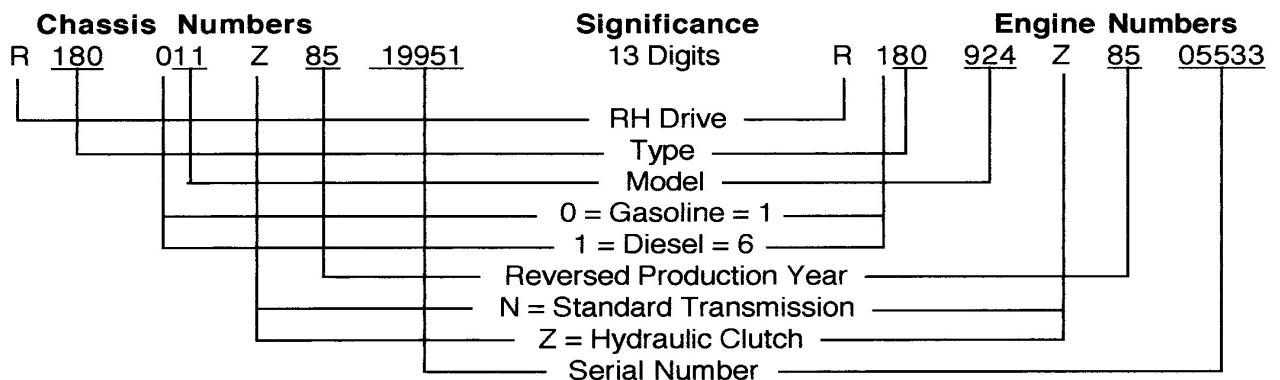 Chassis Numbers Significance Engine Numbers
R 180 011 Z 85 19951 13 Digits R 180 924 Z 85 05533
RH Drive
Type
Model
0 = Gasoline = 1
1 = Diesel = 6
Reversed Production Year
N = Standard Transmission
Z = Hydraulic Clutch
Serial Number